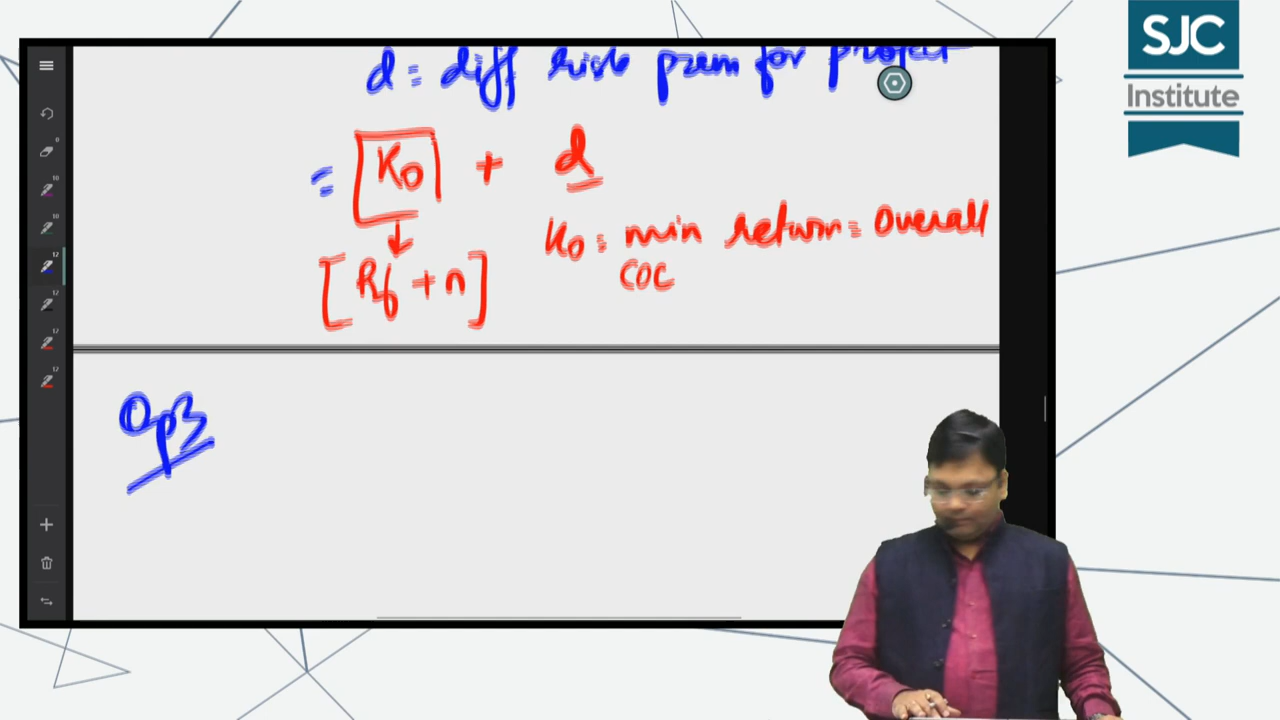 SJC
Institute
d = diff risk prem for project
= [K0] + d
K0 = min return = Overall
COC
[Rf + n]
Op3